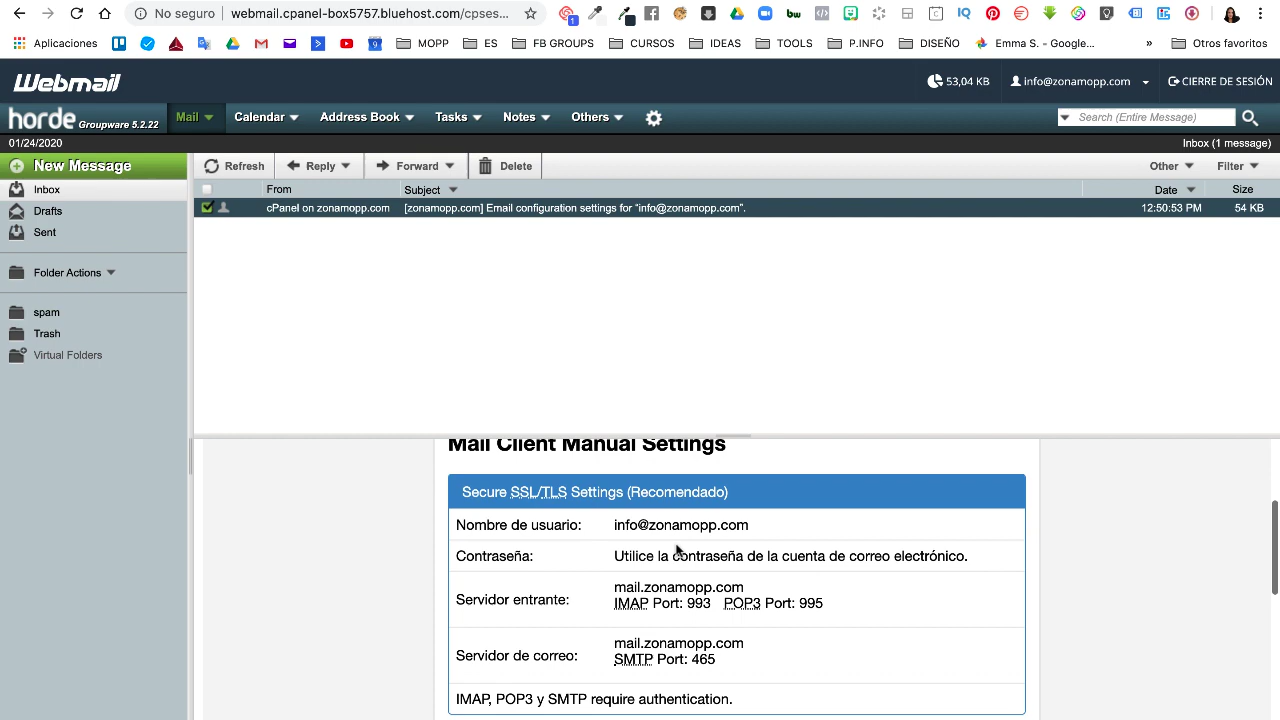 No seguro webmail.cpanel-box5757.bluehost.com/cpses... 1
Aplicaciones 9 MOPP ES FB GROUPS CURSOS IDEAS TOOLS P.INFO DISEÑO Emma S. - Google... » Otros favoritos
Webmail 53,04 KB info@zonamopp.com CIERRE DE SESIÓN
horde Groupware 5.2.22 Mail Calendar Address Book Tasks Notes Others Search (Entire Message)
01/24/2020 Inbox (1 message)
New Message Refresh Reply Forward Delete Other Filter
Inbox From Subject Date Size
Drafts cPanel on zonamopp.com [zonamopp.com] Email configuration settings for "info@zonamopp.com". 12:50:53 PM 54 KB
Sent
Folder Actions
spam
Trash
Virtual Folders
Mail Client Manual Settings
Secure SSL/TLS Settings (Recomendado)
Nombre de usuario: info@zonamopp.com
Contraseña: Utilice la contraseña de la cuenta de correo electrónico.
Servidor entrante: mail.zonamopp.com
IMAP Port: 993 POP3 Port: 995
Servidor de correo: mail.zonamopp.com
SMTP Port: 465
IMAP, POP3 y SMTP require authentication.